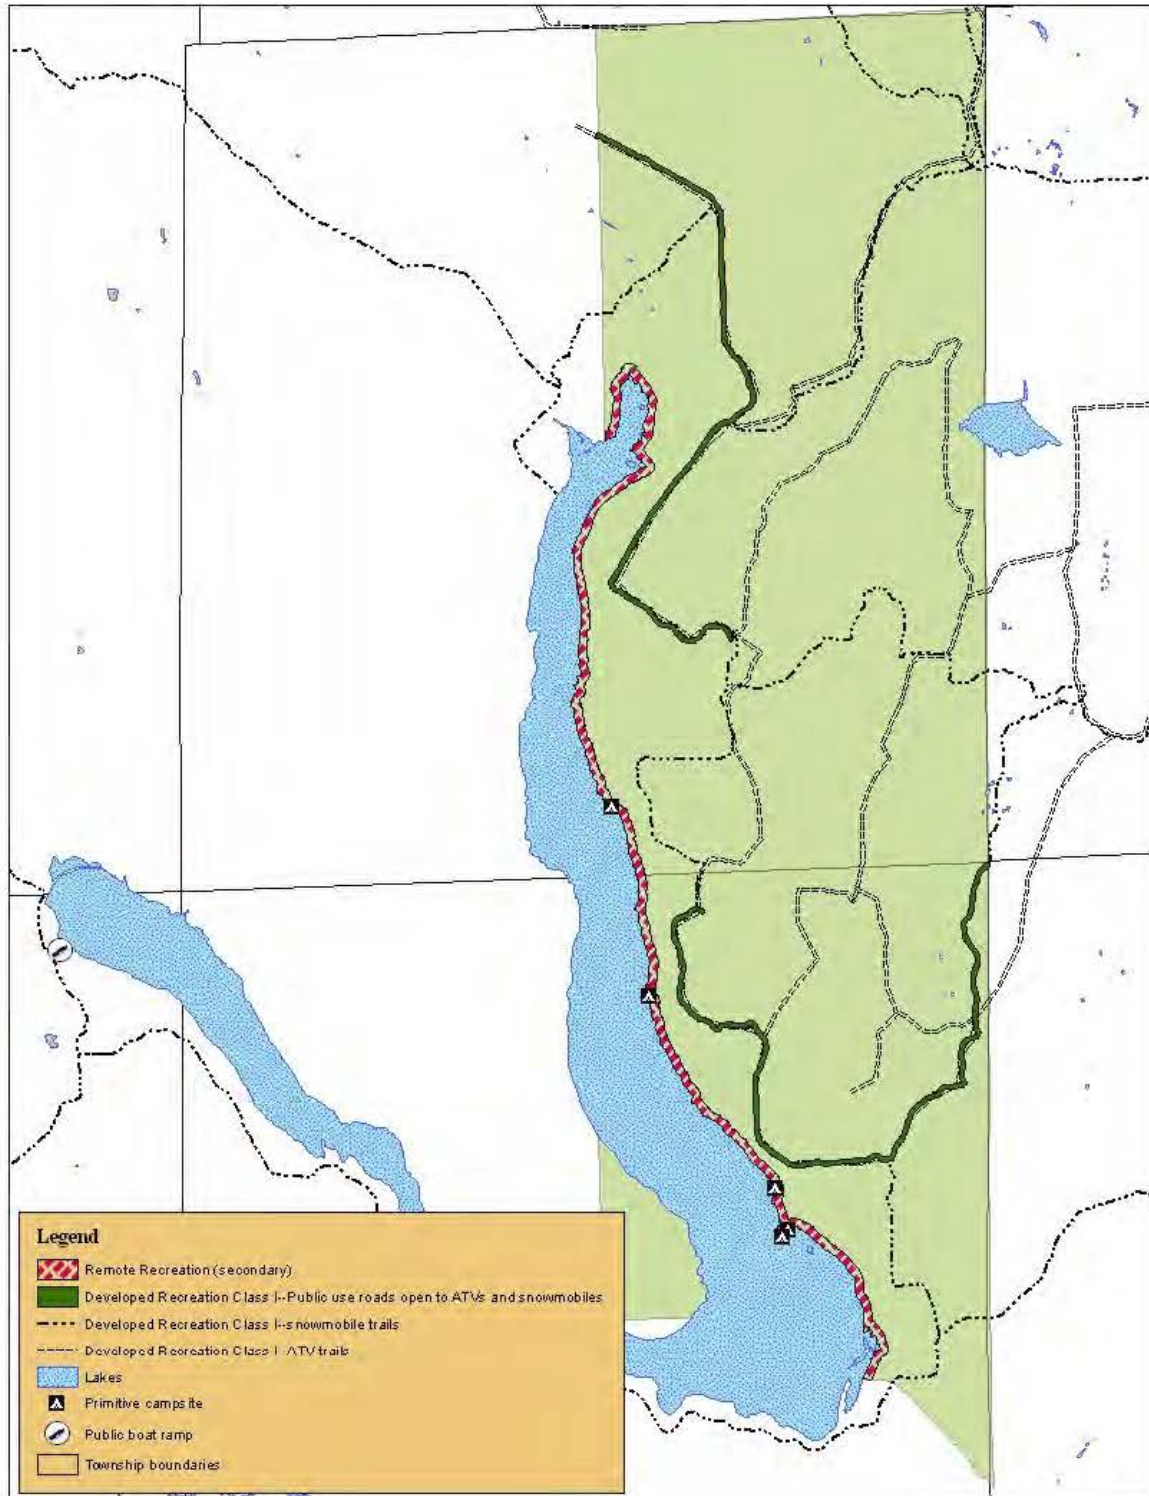 Legend
Remote Recreation (secondary)
Developed Recreation Class I--Public use roads open to ATVs and snowmobiles
Developed Recreation Class I--snowmobile trails
Developed Recreation Class I--ATV trails
Lakes
Primitive campsite
Public boat ramp
Township boundaries